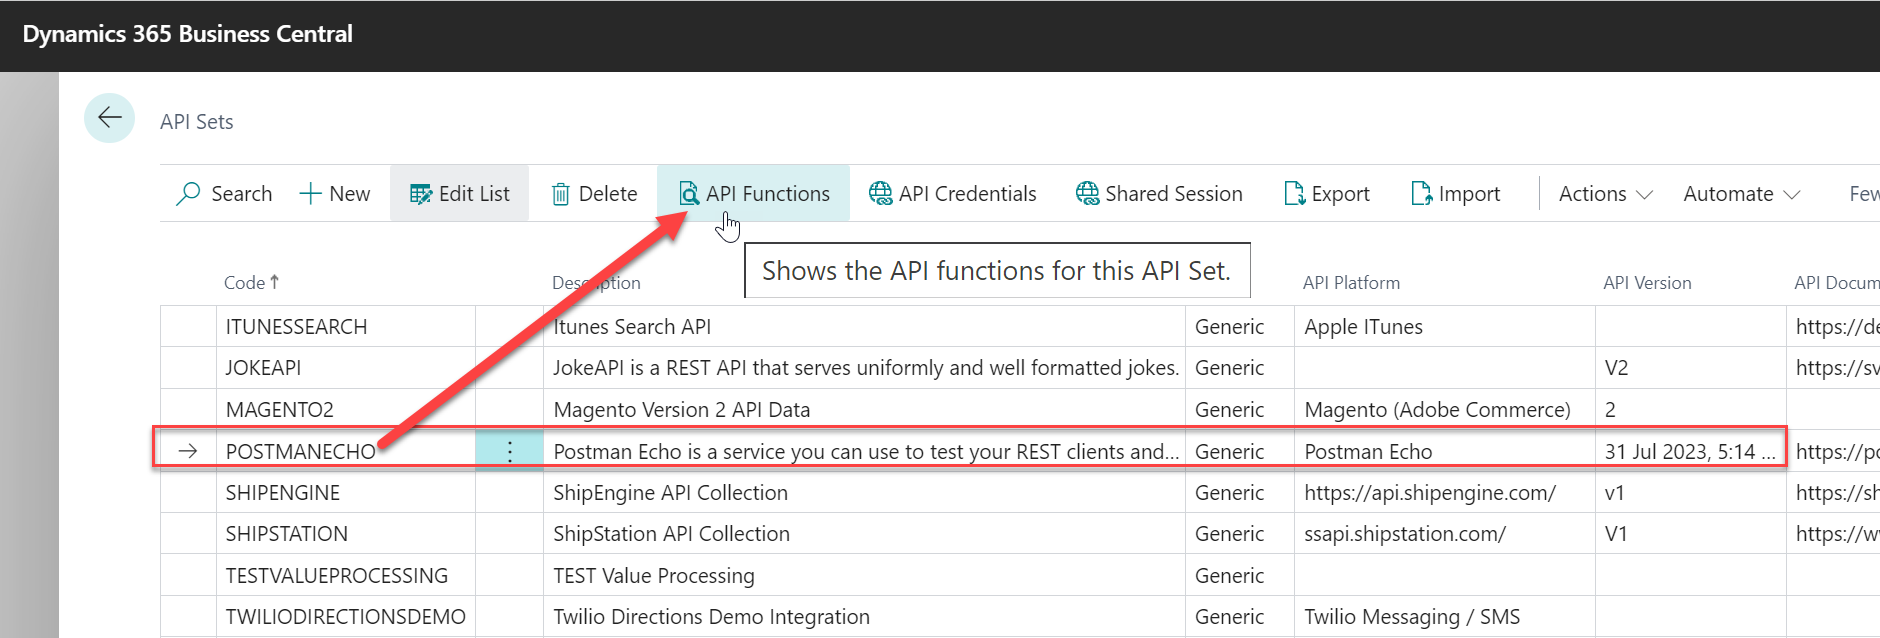 Dynamics 365 Business Central
API Sets
Search New Edit List Delete API Functions API Credentials Shared Session Export Import Actions Automate Few
Shows the API functions for this API Set.
Code Description API Platform API Version API Docum
ITUNESSEARCH Itunes Search API Generic Apple ITunes https://de
JOKEAPI JokeAPI is a REST API that serves uniformly and well formatted jokes. Generic V2 https://sv
MAGENTO2 Magento Version 2 API Data Generic Magento (Adobe Commerce) 2
POSTMANECHO Postman Echo is a service you can use to test your REST clients and... Generic Postman Echo 31 Jul 2023, 5:14 ... https://po
SHIPENGINE ShipEngine API Collection Generic https://api.shipengine.com/ v1 https://sh
SHIPSTATION ShipStation API Collection Generic ssapi.shipstation.com/ V1 https://w
TESTVALUEPROCESSING TEST Value Processing Generic
TWILIODIRECTIONSDEMO Twilio Directions Demo Integration Generic Twilio Messaging / SMS